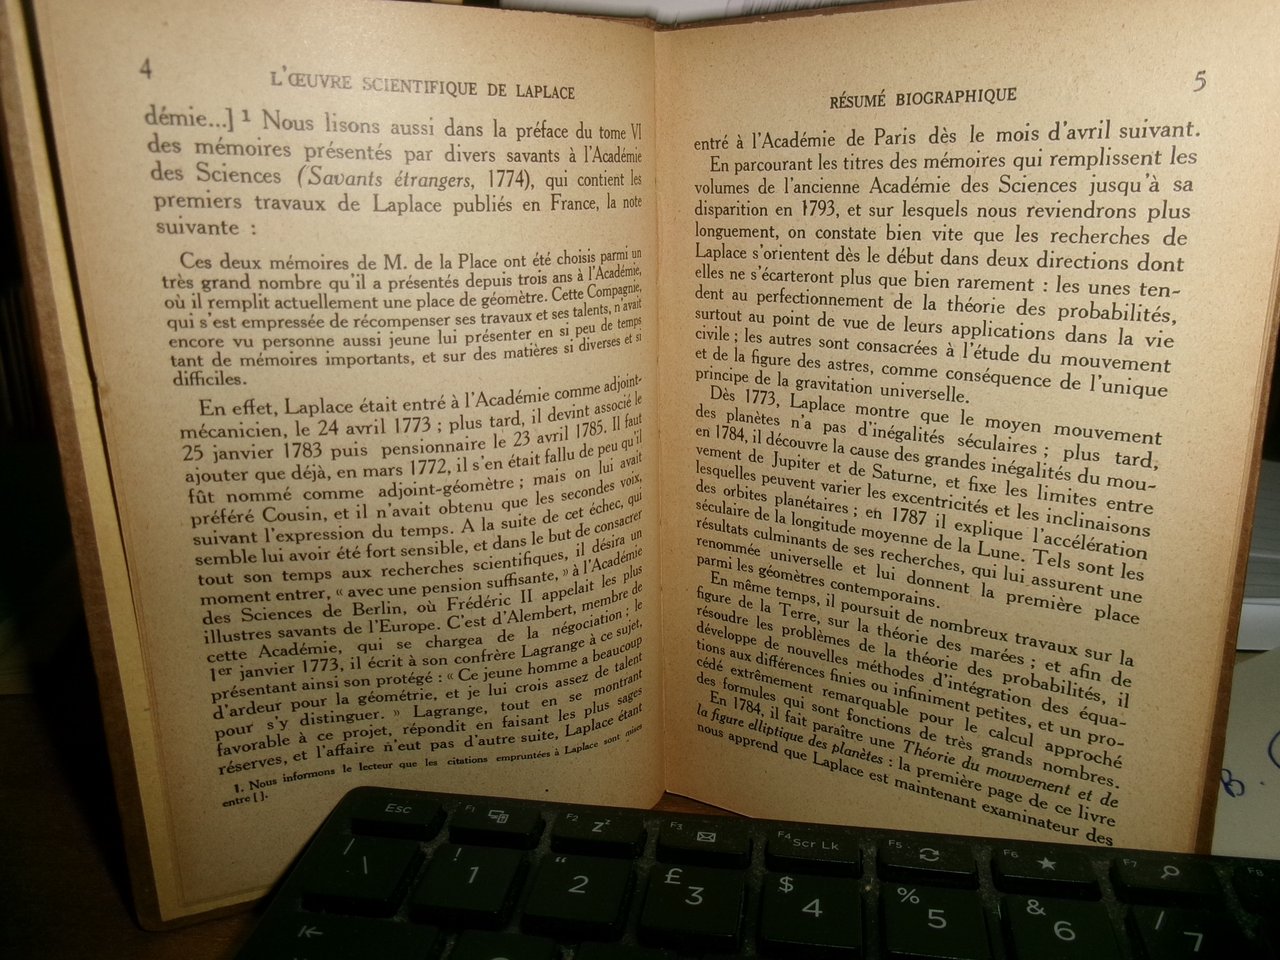 4
L'ŒUVRE SCIENTIFIQUE DE LAPLACE
démie...] ¹ Nous lisons aussi dans la préface du tome VI
des mémoires présentés par divers savants à l'Académie
des Sciences (Savants étrangers, 1774), qui contient les
premiers travaux de Laplace publiés en France, la note
suivante :
Ces deux mémoires de M. de la Place ont été choisis parmi un
très grand nombre qu'il a présentés depuis trois ans à l'Académie,
où il remplit actuellement une place de géomètre. Cette Compagnie,
qui s'est empressée de récompenser ses travaux et ses talents, n'avait
encore vu personne aussi jeune lui présenter en si peu de temps
tant de mémoires importants, et sur des matières si diverses et si
difficiles.
En effet, Laplace était entré à l'Académie comme adjoint-
mécanicien, le 24 avril 1773 ; plus tard, il devint associé le
25 janvier 1783 puis pensionnaire le 23 avril 1785. Il faut
ajouter que déjà, en mars 1772, il s'en était fallu de peu qu'il
fût nommé comme adjoint-géomètre ; mais on lui avait
préféré Cousin, et il n'avait obtenu que les secondes voix,
suivant l'expression du temps. A la suite de cet échec, qui
semble lui avoir été fort sensible, et dans le but de consacrer
tout son temps aux recherches scientifiques, il désira un
moment entrer, « avec une pension suffisante, » à l'Académie
des Sciences de Berlin, où Frédéric II appelait les plus
illustres savants de l'Europe. C'est d'Alembert, membre de
cette Académie, qui se chargea de la négociation ; le
1er janvier 1773, il écrit à son confrère Lagrange à ce sujet,
présentant ainsi son protégé : « Ce jeune homme a beaucoup
d'ardeur pour la géométrie, et je lui crois assez de talent
pour s'y distinguer. » Lagrange, tout en se montrant
favorable à ce projet, répondit en faisant les plus sages
réserves, et l'affaire n'eut pas d'autre suite, Laplace étant
1. Nous informons le lecteur que les citations empruntées à Laplace sont mises
entre [ ].
RÉSUMÉ BIOGRAPHIQUE
5
entré à l'Académie de Paris dès le mois d'avril suivant.
En parcourant les titres des mémoires qui remplissent les
volumes de l'ancienne Académie des Sciences jusqu'à sa
disparition en 1793, et sur lesquels nous reviendrons plus
longuement, on constate bien vite que les recherches de
Laplace s'orientent dès le début dans deux directions dont
elles ne s'écarteront plus que bien rarement : les unes ten-
dent au perfectionnement de la théorie des probabilités,
surtout au point de vue de leurs applications dans la vie
civile ; les autres sont consacrées à l'étude du mouvement
et de la figure des astres, comme conséquence de l'unique
principe de la gravitation universelle.
Dès 1773, Laplace montre que le moyen mouvement
des planètes n'a pas d'inégalités séculaires ; plus tard,
en 1784, il découvre la cause des grandes inégalités du mou-
vement de Jupiter et de Saturne, et fixe les limites entre
lesquelles peuvent varier les excentricités et les inclinaisons
des orbites planétaires ; en 1787 il explique l'accélération
séculaire de la longitude moyenne de la Lune. Tels sont les
résultats culminants de ses recherches, qui lui assurent une
renommée universelle et lui donnent la première place
parmi les géomètres contemporains.
En même temps, il poursuit de nombreux travaux sur la
figure de la Terre, sur la théorie des marées ; et afin de
résoudre les problèmes de la théorie des probabilités, il
développe de nouvelles méthodes d'intégration des équa-
tions aux différences finies ou infiniment petites, et un pro-
cédé extrêmement remarquable pour le calcul approché
des formules qui sont fonctions de très grands nombres.
En 1784, il fait paraître une Théorie du mouvement et de
la figure elliptique des planètes : la première page de ce livre
nous apprend que Laplace est maintenant examinateur des
Esc F1 F2 F3 F4 Scr Lk F5 F6 F7 F8
| \ ! 1 " 2 £ 3 $ 4 % 5 & 6 / 7
B.